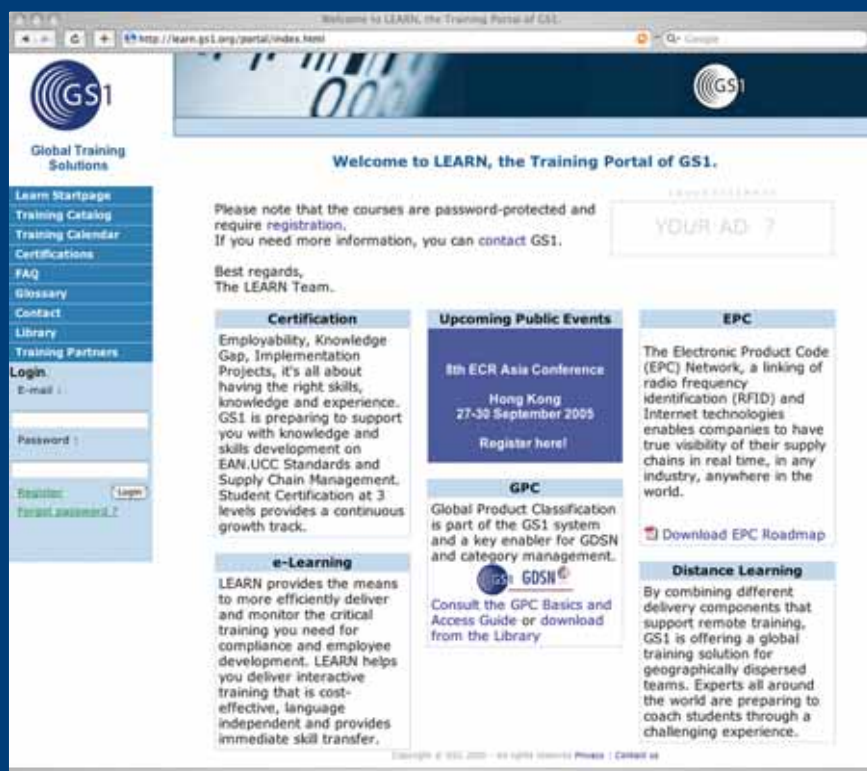 Welcome to LEARN, the Training Portal of GS1.
http://learn.gs1.org/portal/index.html
Google
GS1
GS1
Global Training
Solutions
Learn Startpage
Training Catalog
Training Calendar
Certifications
FAQ
Glossary
Contact
Library
Training Partners
Login
E-mail :
Password :
Register
Login
Forgot password ?
Welcome to LEARN, the Training Portal of GS1.
Please note that the courses are password-protected and
require registration.
If you need more information, you can contact GS1.
Best regards,
The LEARN Team.
YOUR AD ?
Certification
Employability, Knowledge
Gap, Implementation
Projects, it's all about
having the right skills,
knowledge and experience.
GS1 is preparing to support
you with knowledge and
skills development on
EAN.UCC Standards and
Supply Chain Management.
Student Certification at 3
levels provides a continuous
growth track.
e-Learning
LEARN provides the means
to more efficiently deliver
and monitor the critical
training you need for
compliance and employee
development. LEARN helps
you deliver interactive
training that is cost-
effective, language
independent and provides
immediate skill transfer.
Upcoming Public Events
8th ECR Asia Conference
Hong Kong
27-30 September 2005
Register here!
GPC
Global Product Classification
is part of the GS1 system
and a key enabler for GDSN
and category management.
GS1 GDSN
Consult the GPC Basics and
Access Guide or download
from the Library
EPC
The Electronic Product Code
(EPC) Network, a linking of
radio frequency
identification (RFID) and
Internet technologies
enables companies to have
true visibility of their supply
chains in real time, in any
industry, anywhere in the
world.
Download EPC Roadmap
Distance Learning
By combining different
delivery components that
support remote training,
GS1 is offering a global
training solution for
geographically dispersed
teams. Experts all around
the world are preparing to
coach students through a
challenging experience.
Copyright © GS1 2005 - All rights reserved Privacy | Contact us